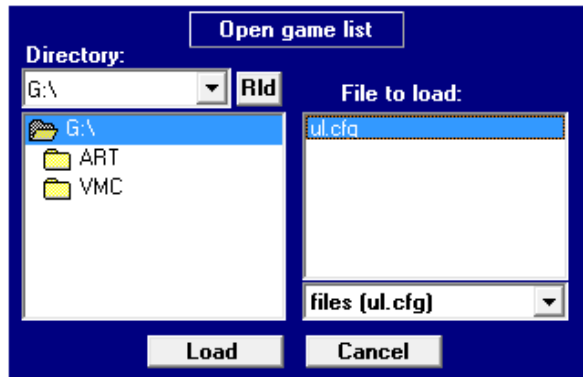 Open game list
Directory:
G:\
Rld
File to load:
G:\
ART
VMC
ul.cfg
files (ul.cfg)
Load
Cancel